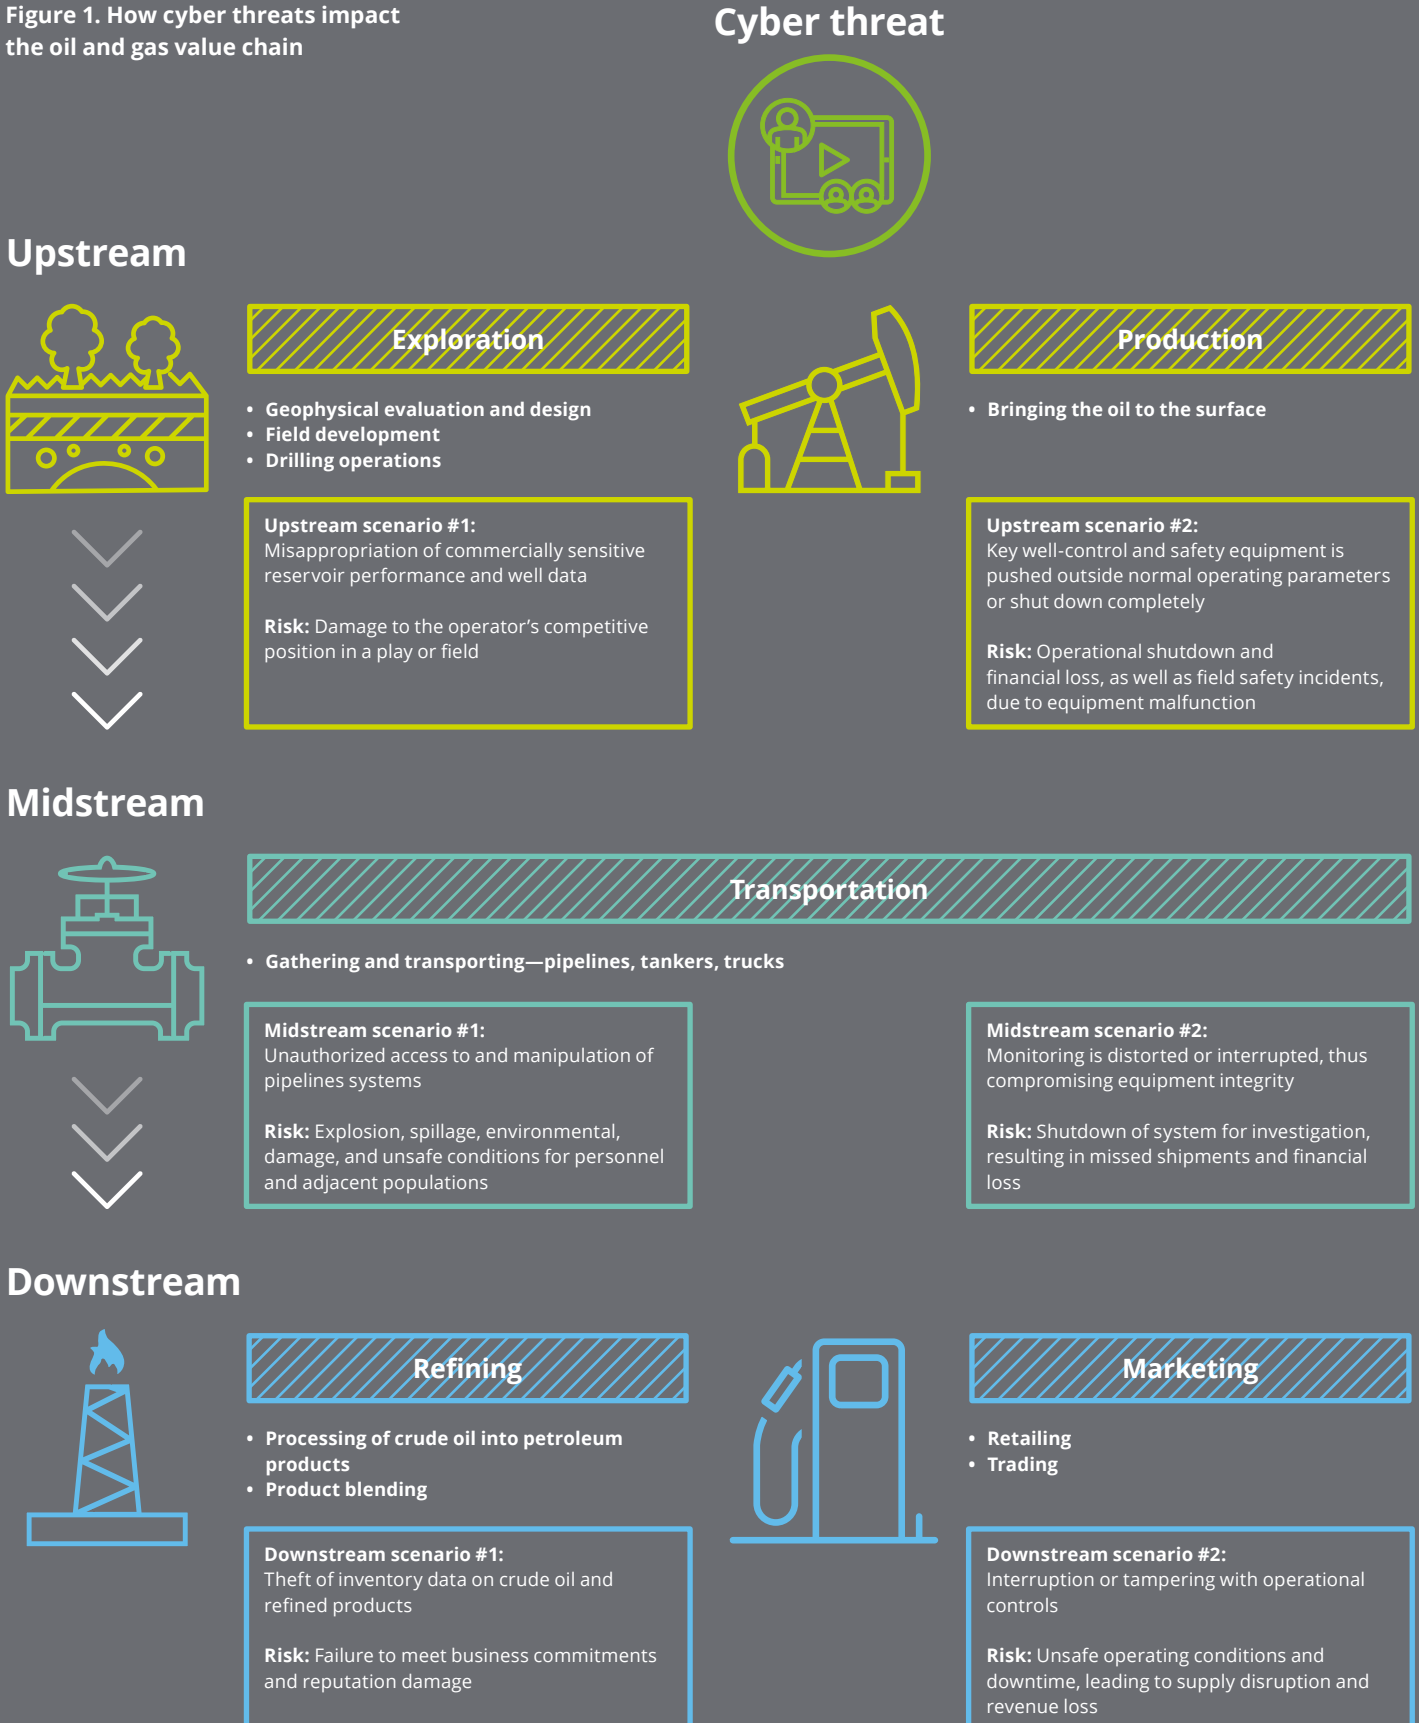 Figure 1. How cyber threats impact
the oil and gas value chain
Cyber threat
Upstream
Exploration
• Geophysical evaluation and design
• Field development
• Drilling operations
Upstream scenario #1:
Misappropriation of commercially sensitive
reservoir performance and well data
Risk: Damage to the operator’s competitive
position in a play or field
Production
• Bringing the oil to the surface
Upstream scenario #2:
Key well-control and safety equipment is
pushed outside normal operating parameters
or shut down completely
Risk: Operational shutdown and
financial loss, as well as field safety incidents,
due to equipment malfunction
Midstream
Transportation
• Gathering and transporting—pipelines, tankers, trucks
Midstream scenario #1:
Unauthorized access to and manipulation of
pipelines systems
Risk: Explosion, spillage, environmental,
damage, and unsafe conditions for personnel
and adjacent populations
Midstream scenario #2:
Monitoring is distorted or interrupted, thus
compromising equipment integrity
Risk: Shutdown of system for investigation,
resulting in missed shipments and financial
loss
Downstream
Refining
• Processing of crude oil into petroleum
products
• Product blending
Downstream scenario #1:
Theft of inventory data on crude oil and
refined products
Risk: Failure to meet business commitments
and reputation damage
Marketing
• Retailing
• Trading
Downstream scenario #2:
Interruption or tampering with operational
controls
Risk: Unsafe operating conditions and
downtime, leading to supply disruption and
revenue loss